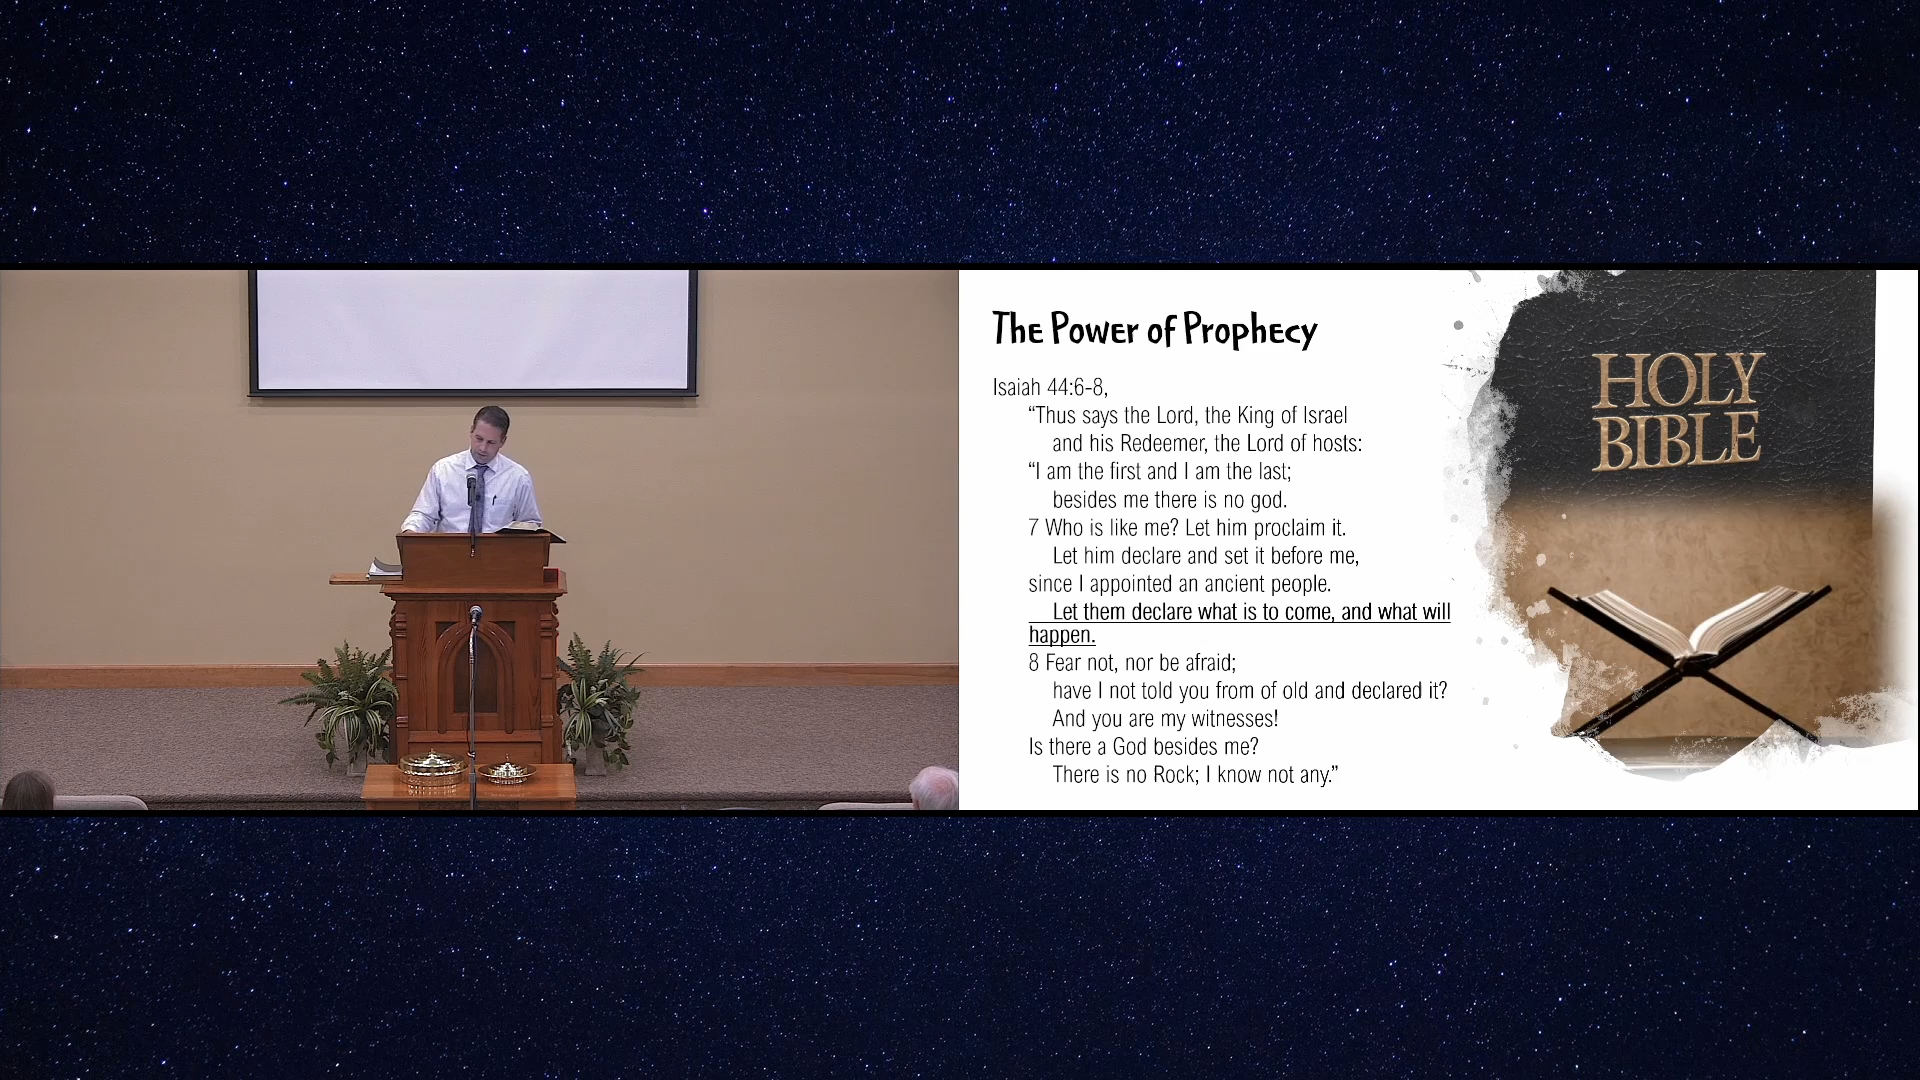 The Power of Prophecy
Isaiah 44:6-8,
“Thus says the Lord, the King of Israel
and his Redeemer, the Lord of hosts:
“I am the first and I am the last;
besides me there is no god.
7 Who is like me? Let him proclaim it.
Let him declare and set it before me,
since I appointed an ancient people.
Let them declare what is to come, and what will
happen.
8 Fear not, nor be afraid;
have I not told you from of old and declared it?
And you are my witnesses!
Is there a God besides me?
There is no Rock; I know not any.”
HOLY
BIBLE